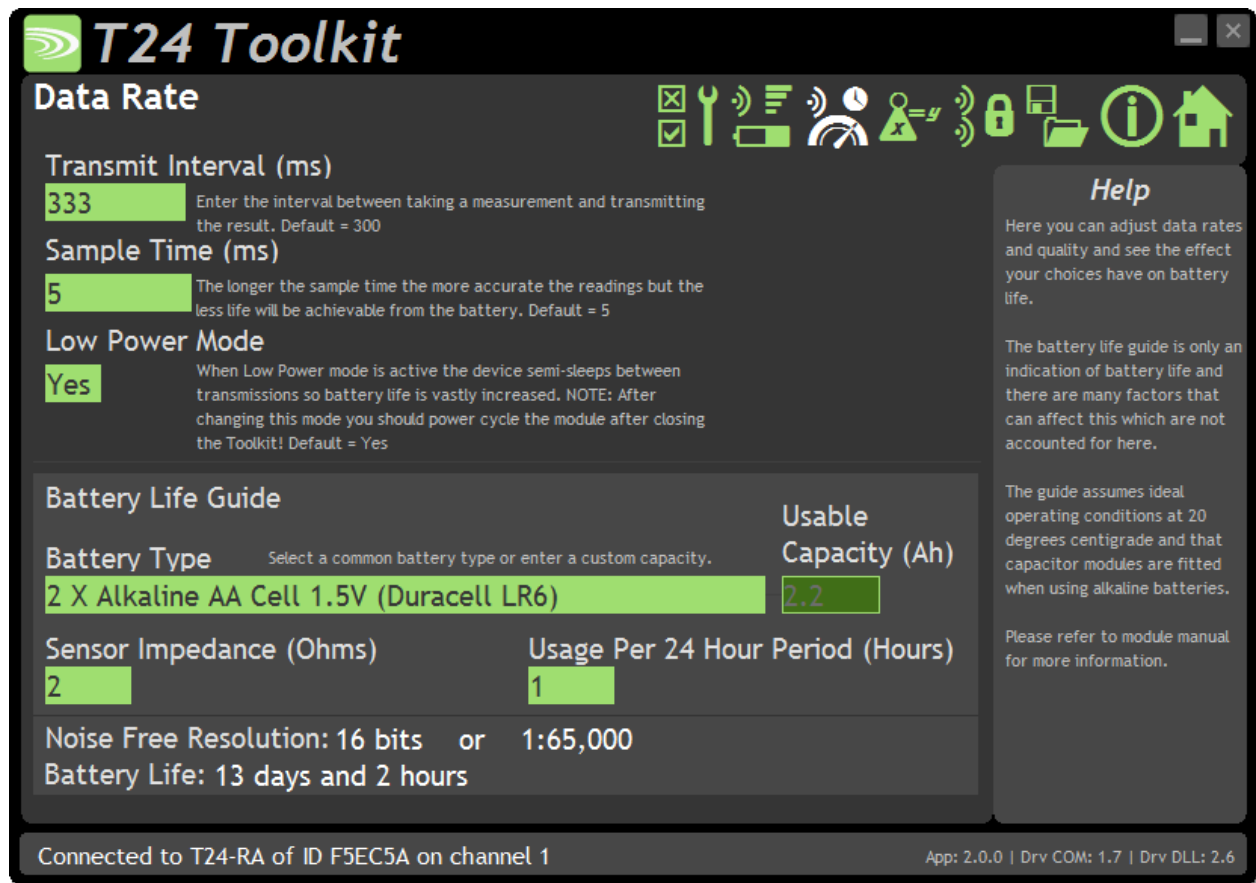 T24 Toolkit
Data Rate
x=y
Transmit Interval (ms)
333
Enter the interval between taking a measurement and transmitting
the result. Default = 300
Sample Time (ms)
5
The longer the sample time the more accurate the readings but the
less life will be achievable from the battery. Default = 5
Low Power Mode
Yes
When Low Power mode is active the device semi-sleeps between
transmissions so battery life is vastly increased. NOTE: After
changing this mode you should power cycle the module after closing
the Toolkit! Default = Yes
Battery Life Guide
Battery Type
Select a common battery type or enter a custom capacity.
Usable
Capacity (Ah)
2 X Alkaline AA Cell 1.5V (Duracell LR6)
2.2
Sensor Impedance (Ohms)
Usage Per 24 Hour Period (Hours)
2
1
Noise Free Resolution: 16 bits or 1:65,000
Battery Life: 13 days and 2 hours
Help
Here you can adjust data rates
and quality and see the effect
your choices have on battery
life.
The battery life guide is only an
indication of battery life and
there are many factors that
can affect this which are not
accounted for here.
The guide assumes ideal
operating conditions at 20
degrees centigrade and that
capacitor modules are fitted
when using alkaline batteries.
Please refer to module manual
for more information.
Connected to T24-RA of ID F5EC5A on channel 1
App: 2.0.0 | Drv COM: 1.7 | Drv DLL: 2.6